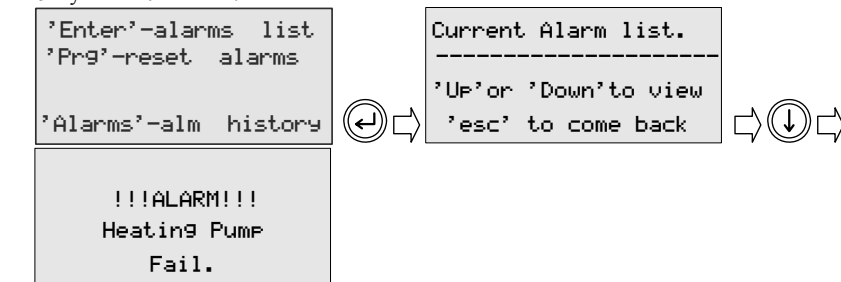 'Enter'-alarms list
'Prg'-reset alarms
'Alarms'-alm history
Current Alarm list.
--------------------
'Up'or 'Down'to view
'esc' to come back
!!!ALARM!!!
Heating Pump
Fail.